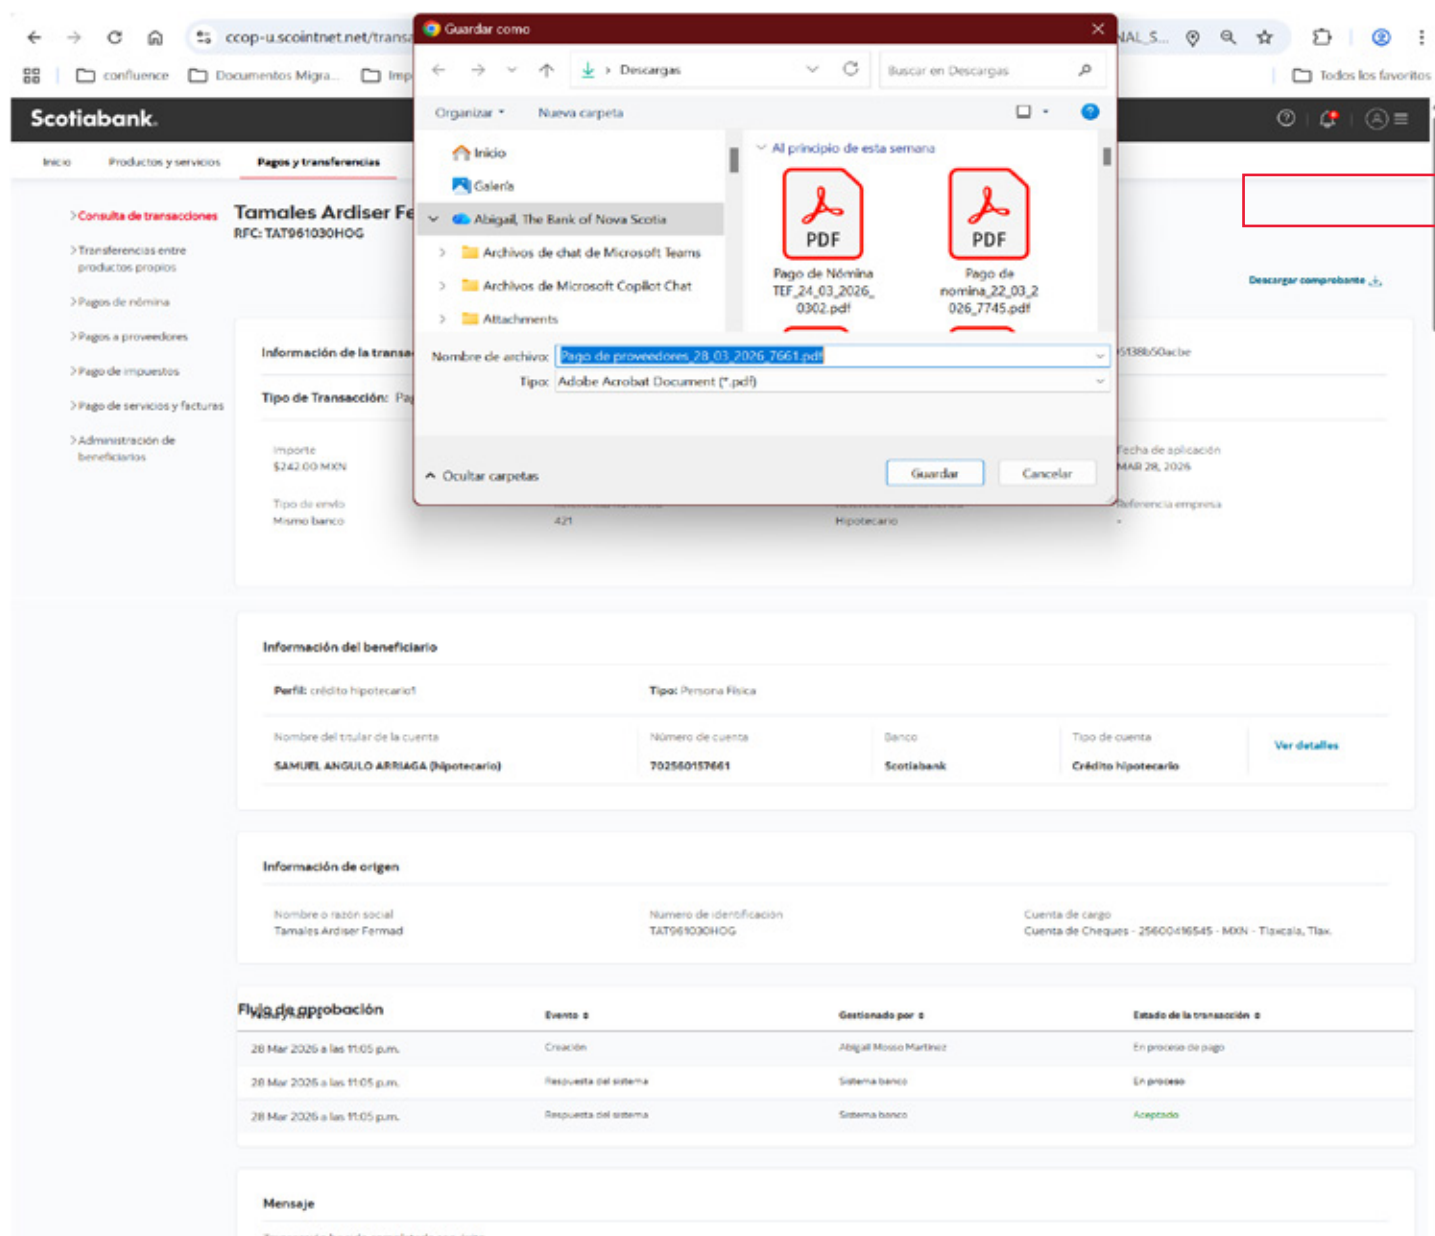 ccop-u.scointnet.net/transa
NAL_S...
confluence
Documentos Migra...
Imp
Todos los favoritos
Scotiabank.
Inicio
Productos y servicios
Pagos y transferencias
Consulta de transacciones
Transferencias entre
productos propios
Pagos de nómina
Pagos a proveedores
Pago de impuestos
Pago de servicios y facturas
Administración de
beneficiarios
Tamales Ardiser Fe
RFC: TAT961030HOG
Descargar comprobante
Guardar como
Descargas
Buscar en Descargas
Organizar
Nueva carpeta
Inicio
Galería
Abigail, The Bank of Nova Scotia
Archivos de chat de Microsoft Teams
Archivos de Microsoft Copilot Chat
Attachments
Al principio de esta semana
PDF
Pago de Nómina
TEF_24_03_2026_
0302.pdf
PDF
Pago de
nomina_22_03_2
026_7745.pdf
Nombre de archivo: Pago de proveedores_28_03_2026_7661.pdf
Tipo: Adobe Acrobat Document (*.pdf)
Ocultar carpetas
Guardar
Cancelar
Información de la transa
5138b50acbe
Tipo de Transacción: Pag
Importe
$242.00 MXN
Fecha de aplicación
MAR 28, 2026
Tipo de envío
Mismo banco
421
Hipotecario
Referencia empresa
-
Información del beneficiario
Perfil: crédito hipotecario1
Tipo: Persona Física
Nombre del titular de la cuenta
Número de cuenta
Banco
Tipo de cuenta
Ver detalles
SAMUEL ANGULO ARRIAGA (hipotecario)
702560157661
Scotiabank
Crédito hipotecario
Información de origen
Nombre o razón social
Número de identificación
Cuenta de cargo
Tamales Ardiser Fermad
TAT961030HOG
Cuenta de Cheques - 25600416545 - MXN - Tlaxcala, Tlax.
Flujo de aprobación
Evento
Gestionado por
Estado de la transacción
28 Mar 2026 a las 11:05 p.m.
Creación
Abigail Mosso Martinez
En proceso de pago
28 Mar 2026 a las 11:05 p.m.
Respuesta del sistema
Sistema banco
En proceso
28 Mar 2026 a las 11:05 p.m.
Respuesta del sistema
Sistema banco
Aceptado
Mensaje